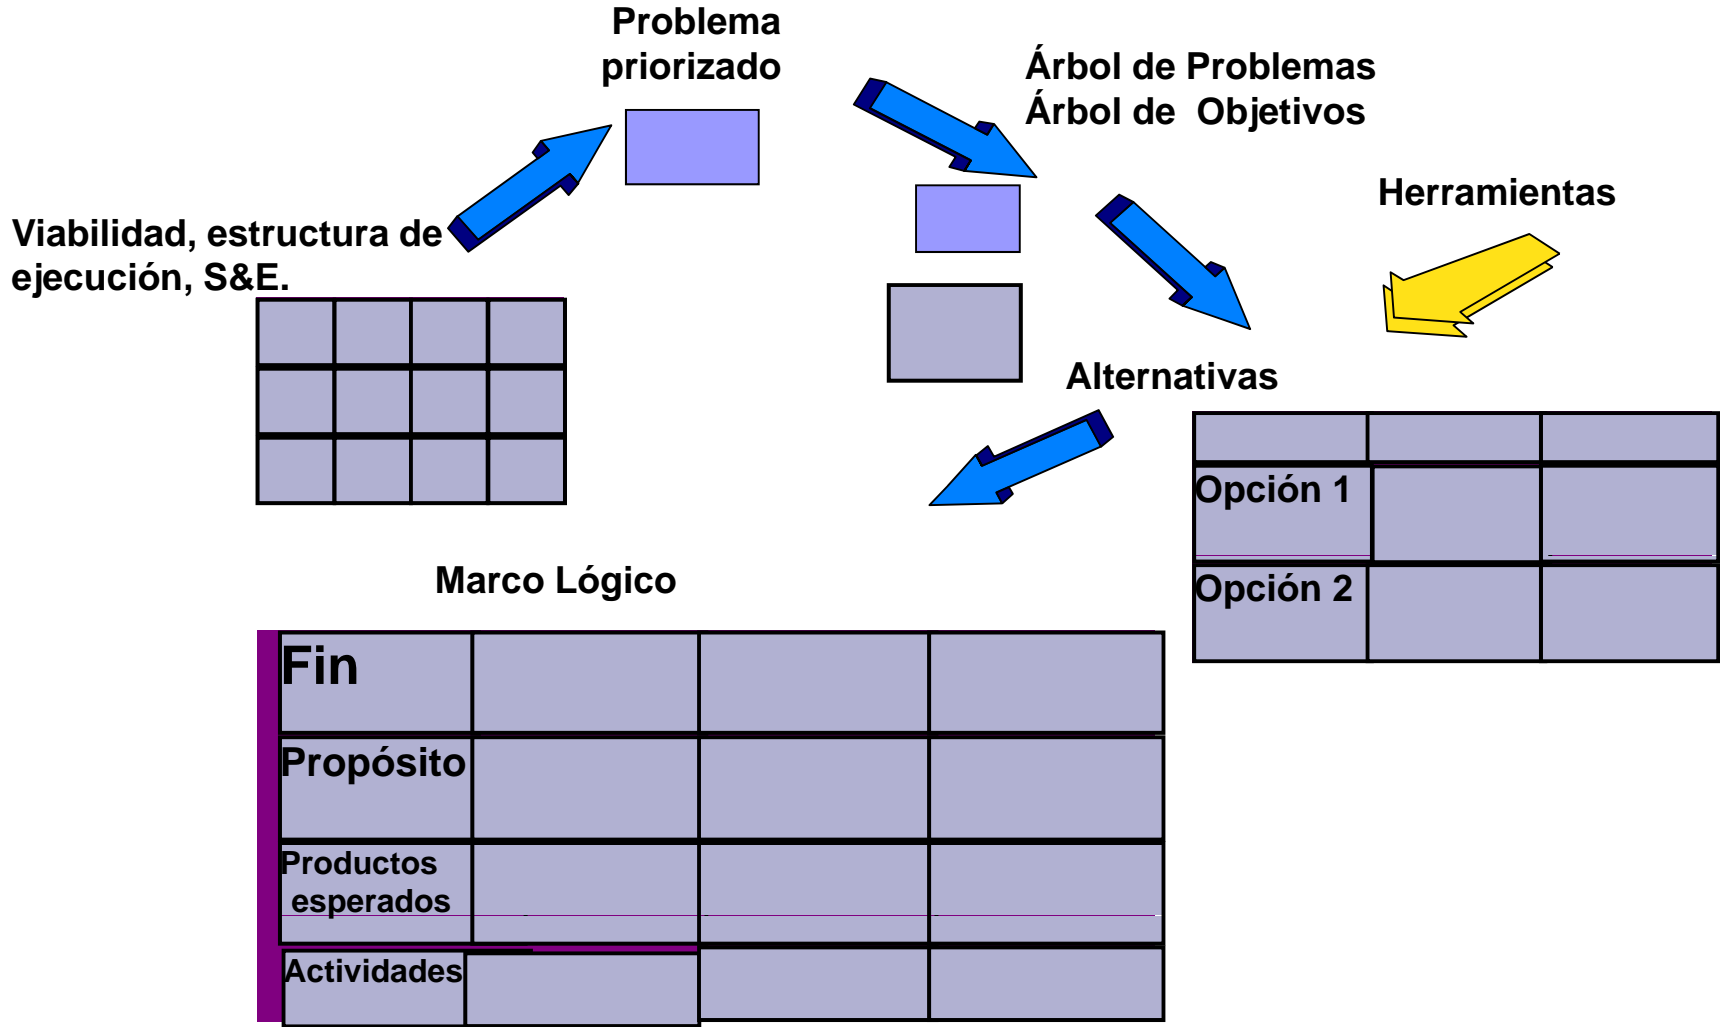 Problema
priorizado
Árbol de Problemas
Árbol de Objetivos
Herramientas
Viabilidad, estructura de
ejecución, S&E.
Alternativas
Opción 1
Opción 2
Marco Lógico
Fin
Propósito
Productos
esperados
Actividades